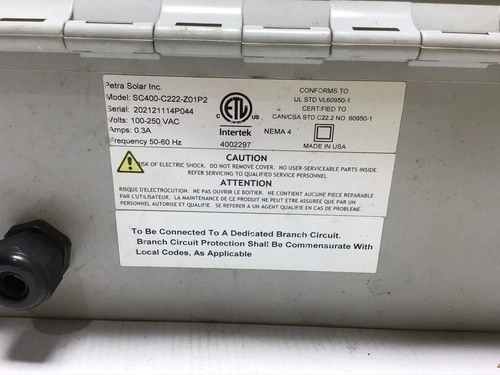 Petra Solar Inc.
Model: SC400-C222-Z01P2
Serial: 202121114P044
Volts: 100-250 VAC
Amps: 0.3A
Frequency 50-60 Hz
C ETL US
LISTED
Intertek
4002297
NEMA 4
CONFORMS TO
UL STD VL60950-1
CERTIFIED TO
CAN/CSA STD C22.2 NO 60950-1
MADE IN USA
CAUTION
RISK OF ELECTRIC SHOCK. DO NOT REMOVE COVER. NO USER-SERVICEABLE PARTS INSIDE
REFER SERVICING TO QUALIFIED SERVICE PERSONNEL
ATTENTION
RISQUE D'ELECTROCUTION. NE PAS OUVRIR LE BOITIER. NE CONTIENT AUCUNE PIÈCE REPARABLE
PAR L'UTILISATEUR. LA MAINTENANCE DE CE PRODUIT NE PEUT ETRE ASSUREE QUE PAR UN
PERSONNEL AUTORISE ET QUALIFIE. SE REFERER A UN AGENT QUALIFIE EN CAS DE PROBLEME.
To Be Connected To A Dedicated Branch Circuit.
Branch Circuit Protection Shall Be Commensurate With
Local Codes, As Applicable